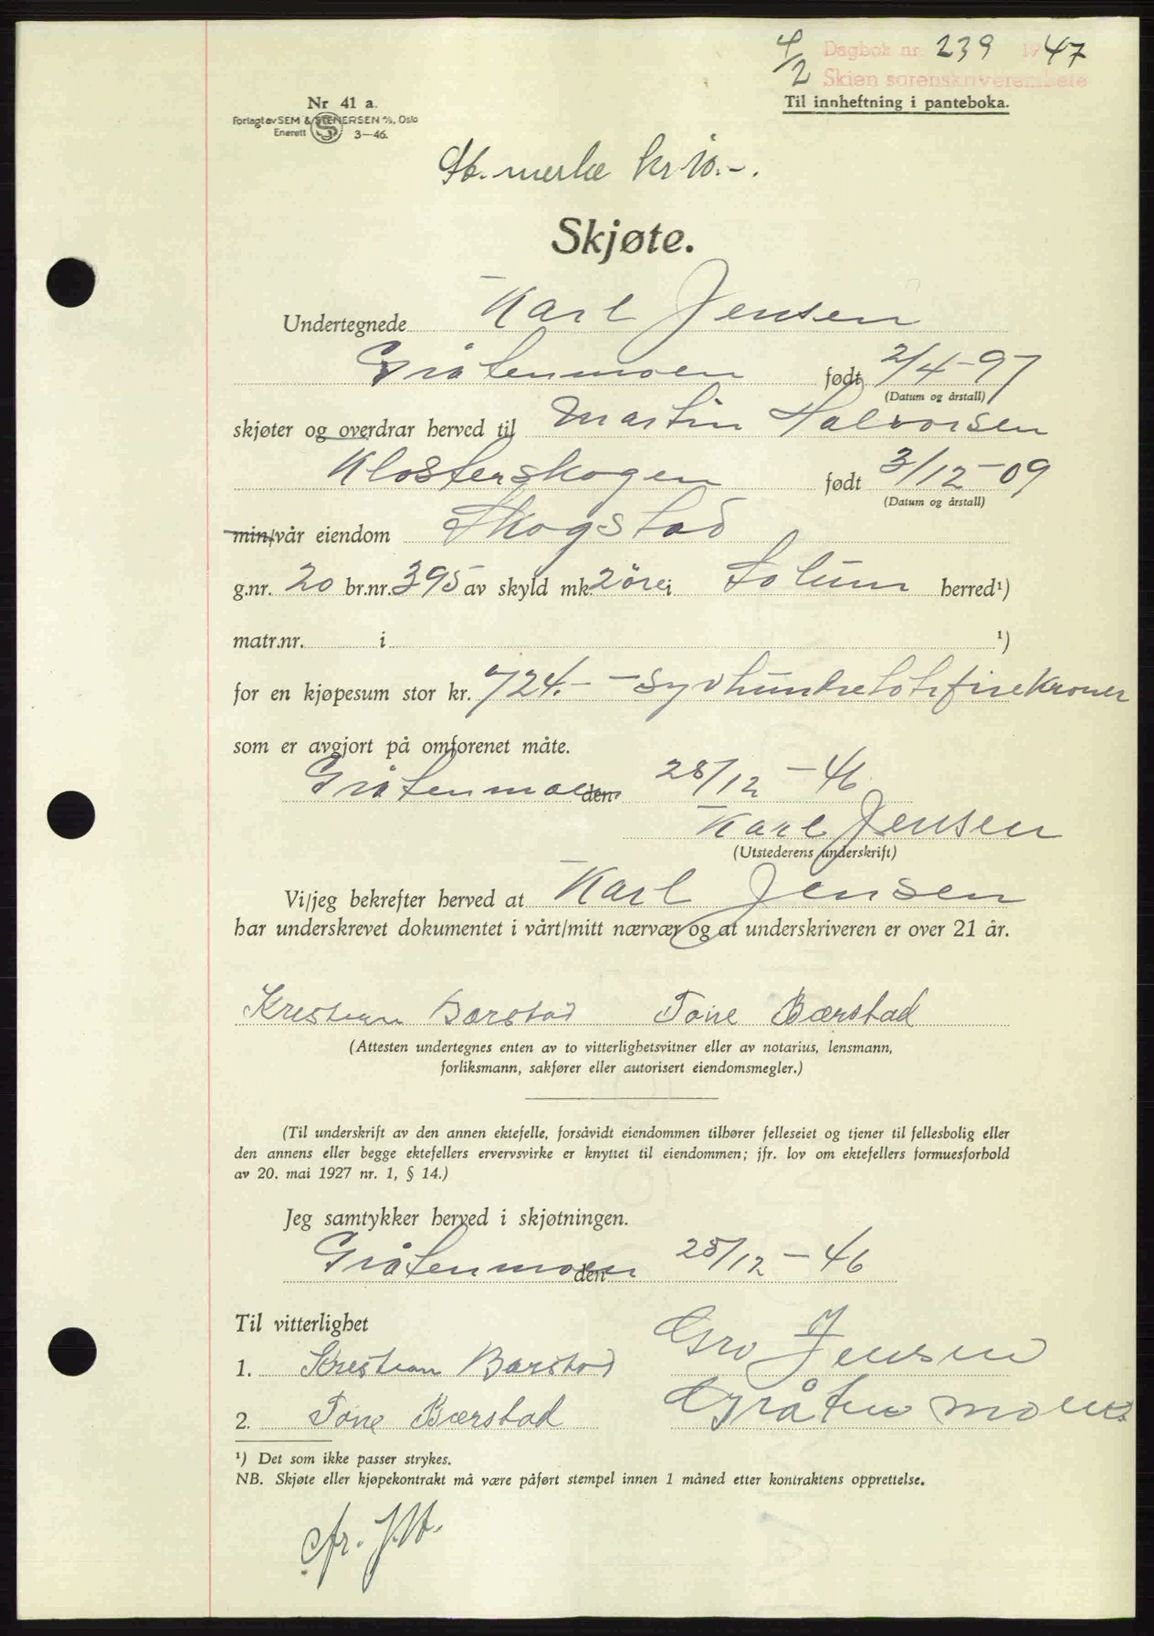 4/2 Dagbok nr. 239 1947
Skien sorenskriverembete
Til innheftning i panteboka.
Nr 41 a.
Forlagt av SEM & STENERSEN A/S, Oslo
Enerett S 3—46.
St. merke kr 10.-.
Skjøte.
Undertegnede Karl Jensen
Gråtenmoen født 2/4-97
(Datum og årstall)
skjøter og overdrar herved til Martin Halvorsen
Klosterskogen født 3/12-09
(Datum og årstall)
min/vår eiendom Skogstad
g.nr. 20 br.nr. 395 av skyld mk. 2 öre i Solum herred¹)
matr.nr. i ¹)
for en kjøpesum stor kr. 724.- - Syvhundretotifirekroner
som er avgjort på omforenet måte.
Gråtenmoen den 28/12-46
Karl Jensen
(Utstederens underskrift)
Vi/jeg bekrefter herved at Karl Jensen
har underskrevet dokumentet i vårt/mitt nærvær og at underskriveren er over 21 år.
Kristian Bærstad Tone Bærstad
(Attesten undertegnes enten av to vitterlighetsvitner eller av notarius, lensmann,
forliksmann, sakfører eller autorisert eiendomsmegler.)
(Til underskrift av den annen ektefelle, forsåvidt eiendommen tilhører felleseiet og tjener til fellesbolig eller
den annens eller begge ektefellers ervervsvirke er knyttet til eiendommen; jfr. lov om ektefellers formuesforhold
av 20. mai 1927 nr. 1, § 14.)
Jeg samtykker herved i skjøtningen.
Gråtenmoen den 28/12-46
Til vitterlighet
Gro Jensen
1. Kristian Bærstad
Gråtenmoen
2. Tone Bærstad
¹) Det som ikke passer strykes.
NB. Skjøte eller kjøpekontrakt må være påført stempel innen 1 måned etter kontraktens opprettelse.